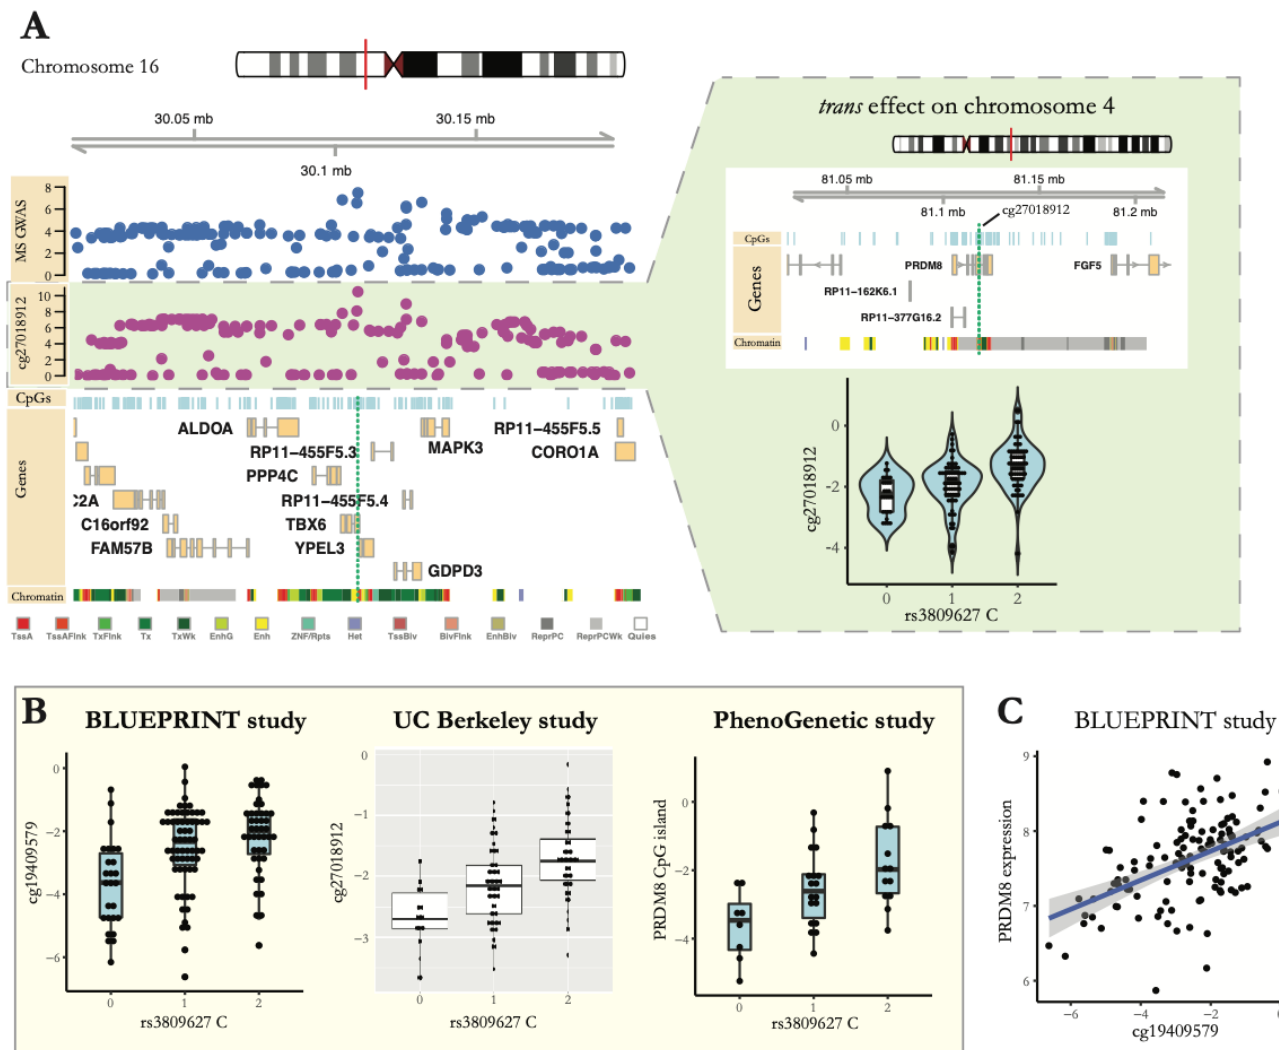 A
Chromosome 16
30.05 mb
30.15 mb
30.1 mb
MS GWAS
8
6
4
2
0
cg27018912
10
8
6
4
2
0
CpGs
Genes
ALDOA
RP11-455F5.3
MAPK3
RP11-455F5.5
CORO1A
PPP4C
C2A
RP11-455F5.4
C16orf92
TBX6
FAM57B
YPEL3
GDPD3
Chromatin
TssA
TssAFlnk
TxFlnk
Tx
TxWk
EnhG
Enh
ZNF/Rpts
Het
TssBiv
BivFlnk
EnhBiv
ReprPC
ReprPCWk
Quies
trans effect on chromosome 4
81.05 mb
81.15 mb
81.1 mb
81.2 mb
cg27018912
CpGs
Genes
PRDM8
FGF5
RP11-162K6.1
RP11-377G16.2
Chromatin
cg27018912
0
-2
-4
0 1 2
rs3809627 C
B
BLUEPRINT study
cg19409579
0
-2
-4
-6
0 1 2
rs3809627 C
UC Berkeley study
cg27018912
0
-1
-2
-3
0 1 2
rs3809627 C
PhenoGenetic study
PRDM8 CpG island
0
-2
-4
0 1 2
rs3809627 C
C
BLUEPRINT study
PRDM8 expression
9
8
7
6
-6 -4 -2
cg19409579